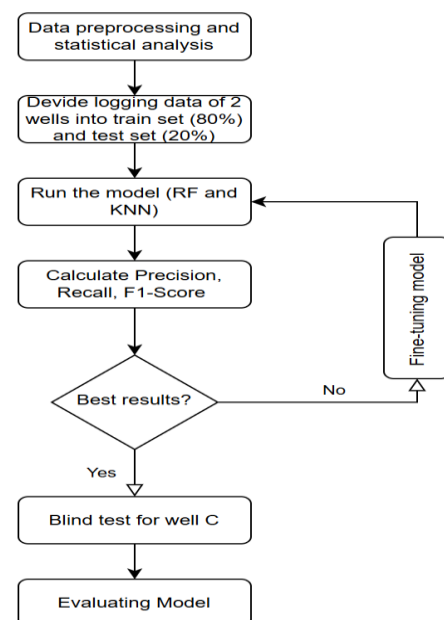 Data preprocessing and
statistical analysis
Devide logging data of 2
wells into train set (80%)
and test set (20%)
Run the model (RF and
KNN)
Calculate Precision,
Recall, F1-Score
Fine-tuning model
Best results?
No
Yes
Blind test for well C
Evaluating Model